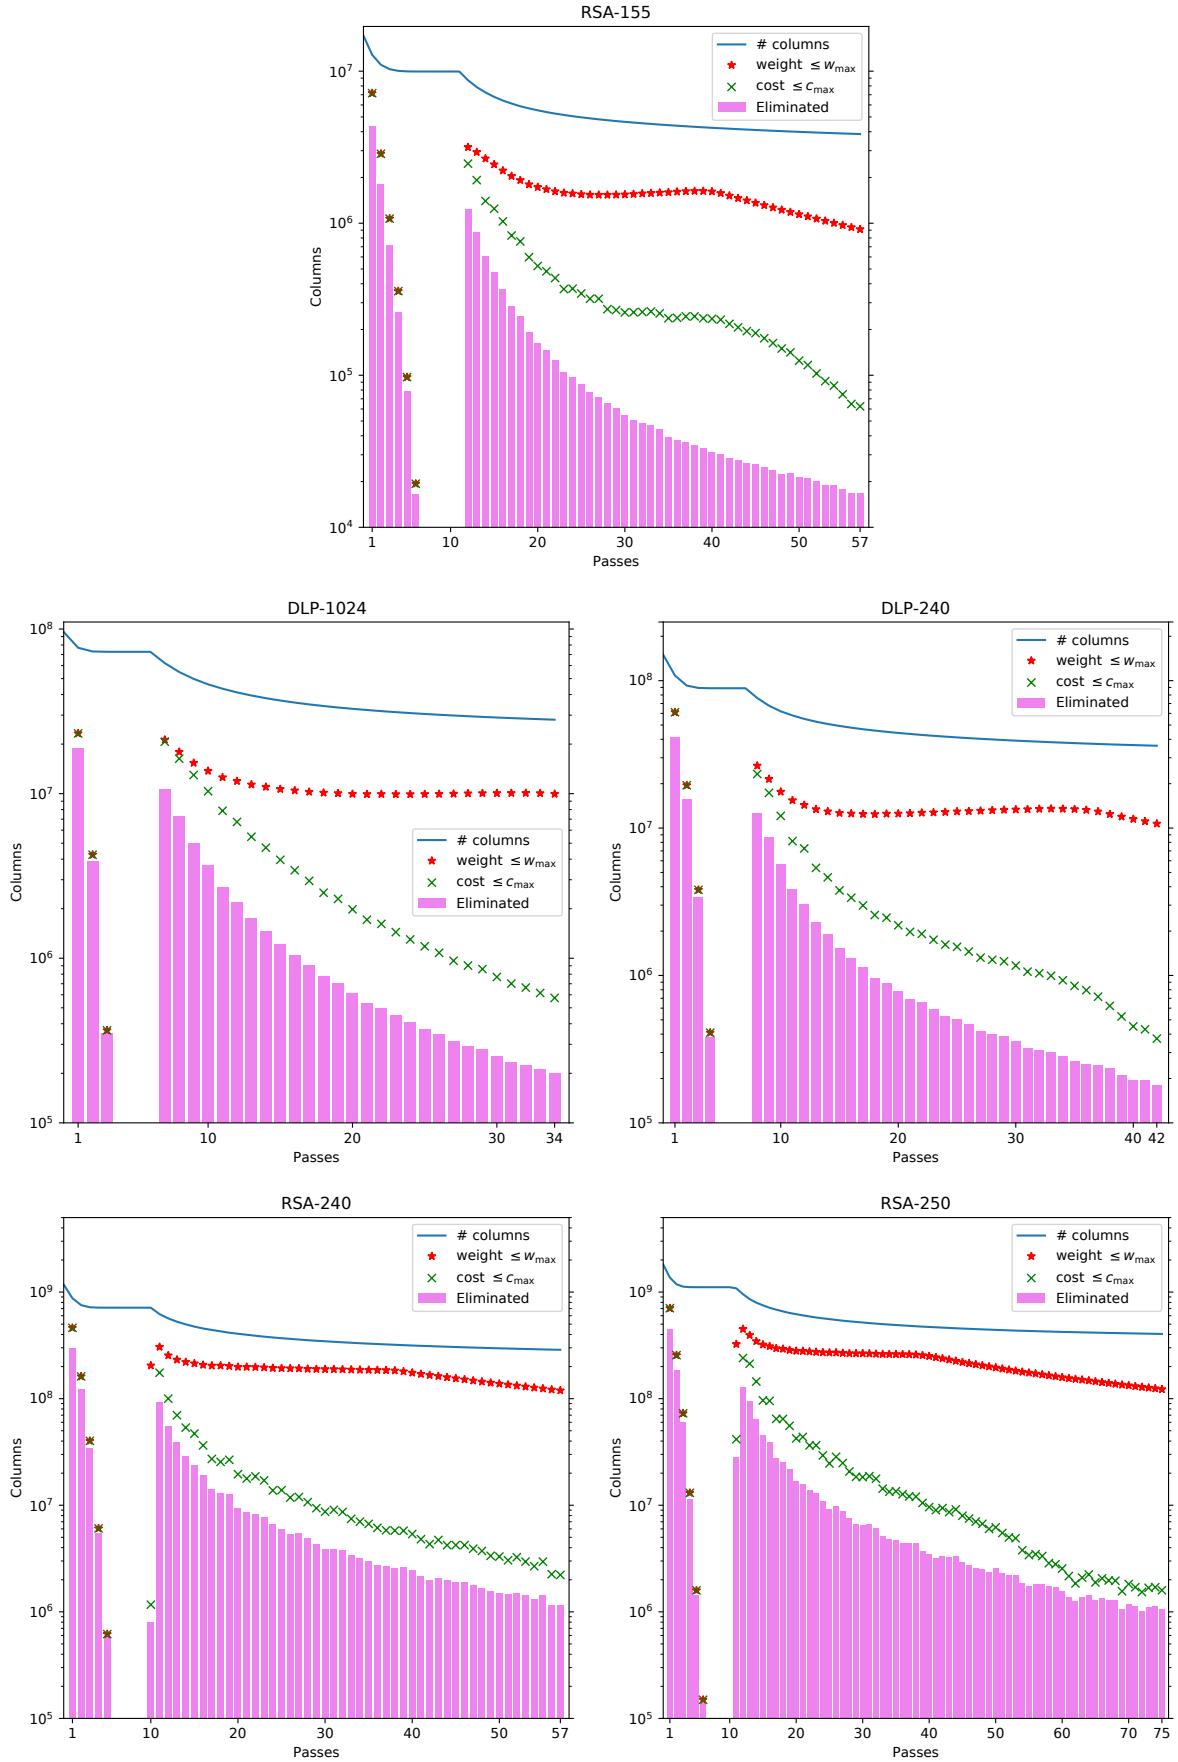 RSA-155
# columns
weight ≤ w_max
cost ≤ c_max
Eliminated
10^7
10^6
10^5
10^4
Columns
1 10 20 30 40 50 57
Passes
DLP-1024
10^8
10^7
10^6
10^5
Columns
# columns
weight ≤ w_max
cost ≤ c_max
Eliminated
1 10 20 30 34
Passes
DLP-240
# columns
weight ≤ w_max
cost ≤ c_max
Eliminated
10^8
10^7
10^6
10^5
Columns
1 10 20 30 40 42
Passes
RSA-240
# columns
weight ≤ w_max
cost ≤ c_max
Eliminated
10^9
10^8
10^7
10^6
10^5
Columns
1 10 20 30 40 50 57
Passes
RSA-250
# columns
weight ≤ w_max
cost ≤ c_max
Eliminated
10^9
10^8
10^7
10^6
10^5
Columns
1 10 20 30 40 50 60 70 75
Passes